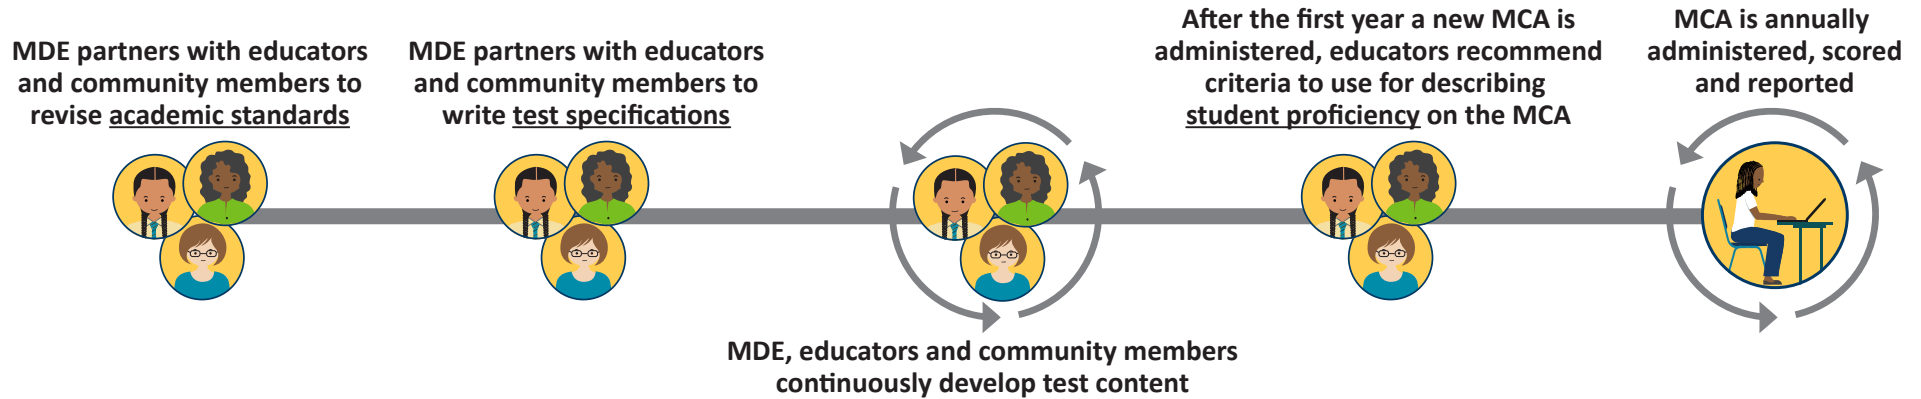 MDE partners with educators
and community members to
revise academic standards
MDE partners with educators
and community members to
write test specifications
MDE, educators and community members
continuously develop test content
After the first year a new MCA is
administered, educators recommend
criteria to use for describing
student proficiency on the MCA
MCA is annually
administered, scored
and reported